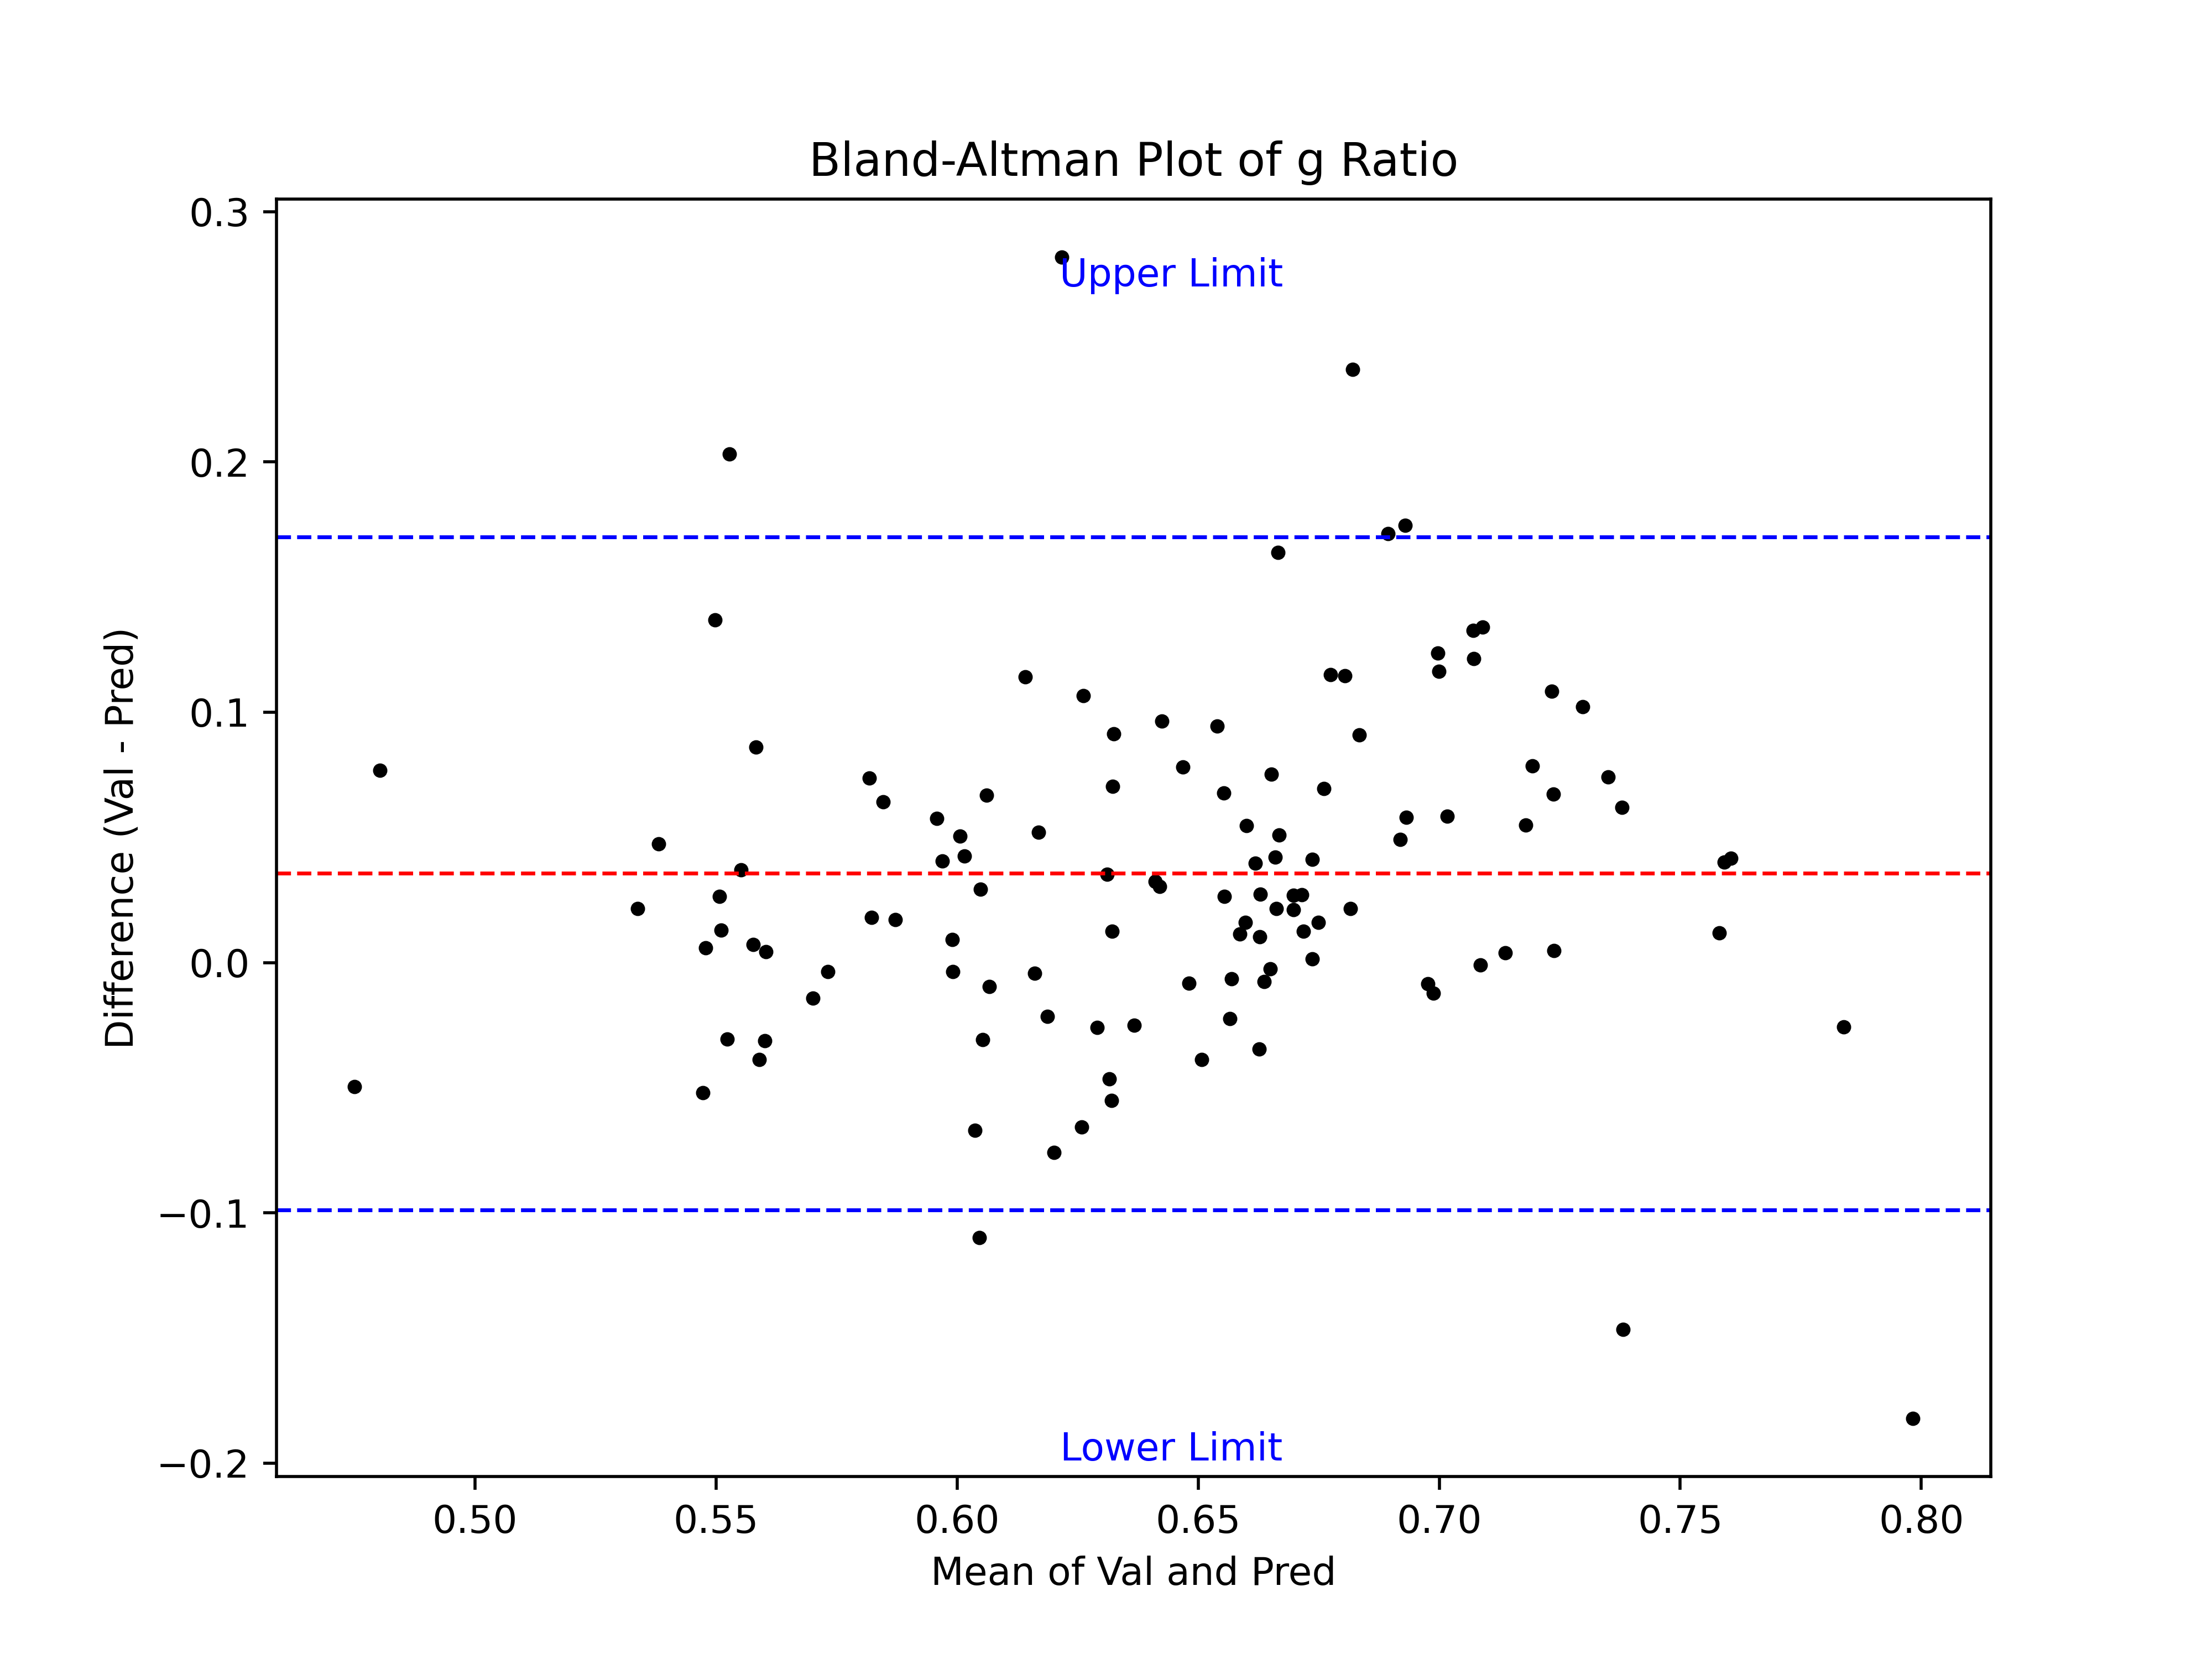 Bland-Altman Plot of g Ratio
0.3
Upper Limit
0.2
0.1
0.0
−0.1
−0.2
Difference (Val - Pred)
Lower Limit
0.50 0.55 0.60 0.65 0.70 0.75 0.80
Mean of Val and Pred